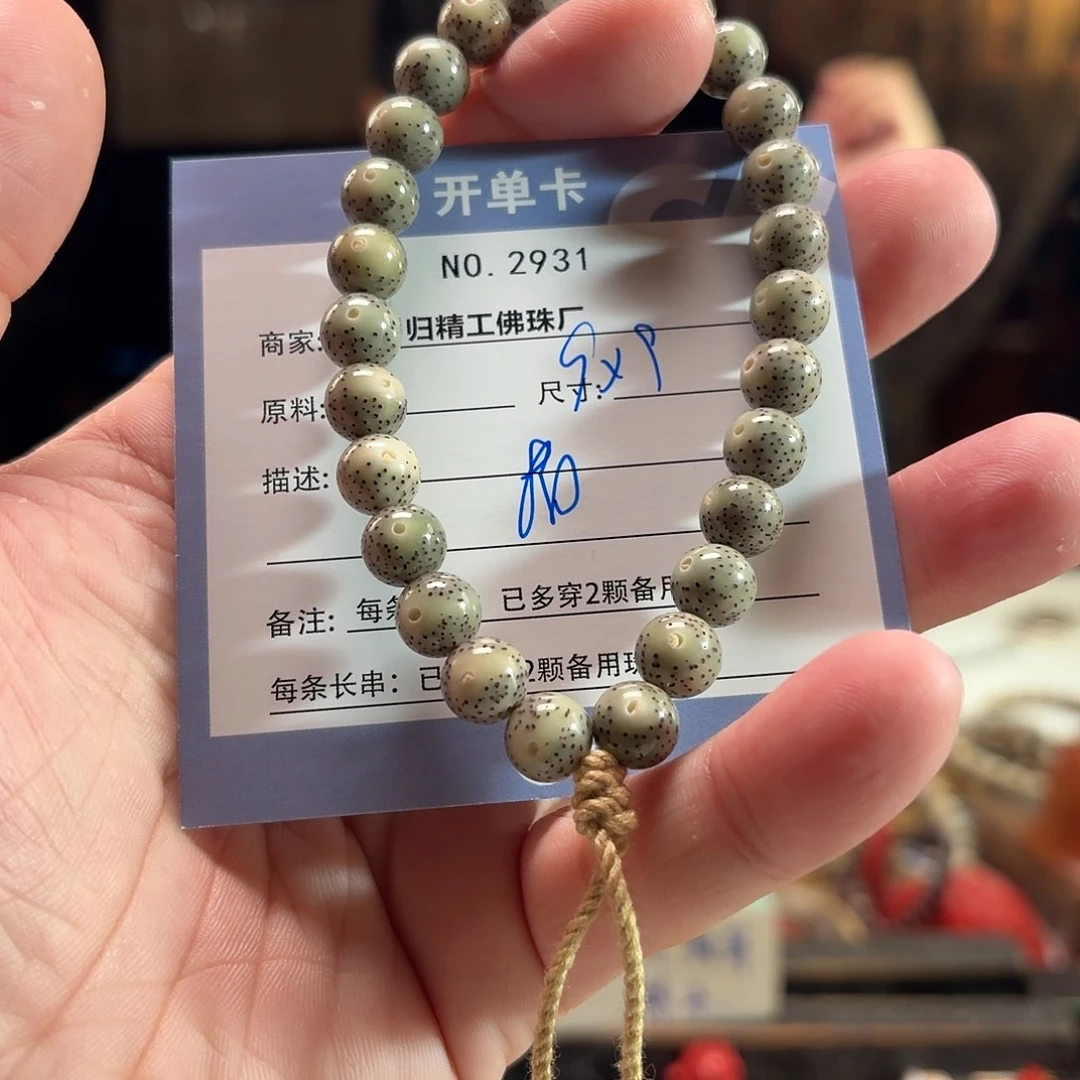 开单卡
NO. 2931
商家: 归精工佛珠厂
原料: 尺寸: 9x9
描述:
备注: 每条 已多穿2颗备用
每条长串：已 2颗备用珠